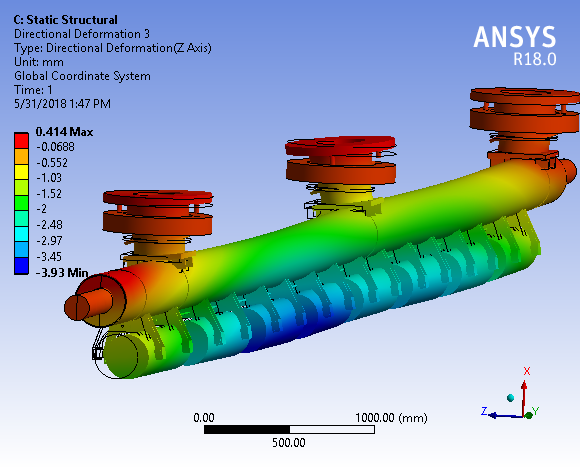 C: Static Structural
Directional Deformation 3
Type: Directional Deformation(Z Axis)
Unit: mm
Global Coordinate System
Time: 1
5/31/2018 1:47 PM
ANSYS
R18.0
0.414 Max
-0.0688
-0.552
-1.03
-1.52
-2
-2.48
-2.97
-3.45
-3.93 Min
0.00
1000.00 (mm)
500.00
X
Z
Y